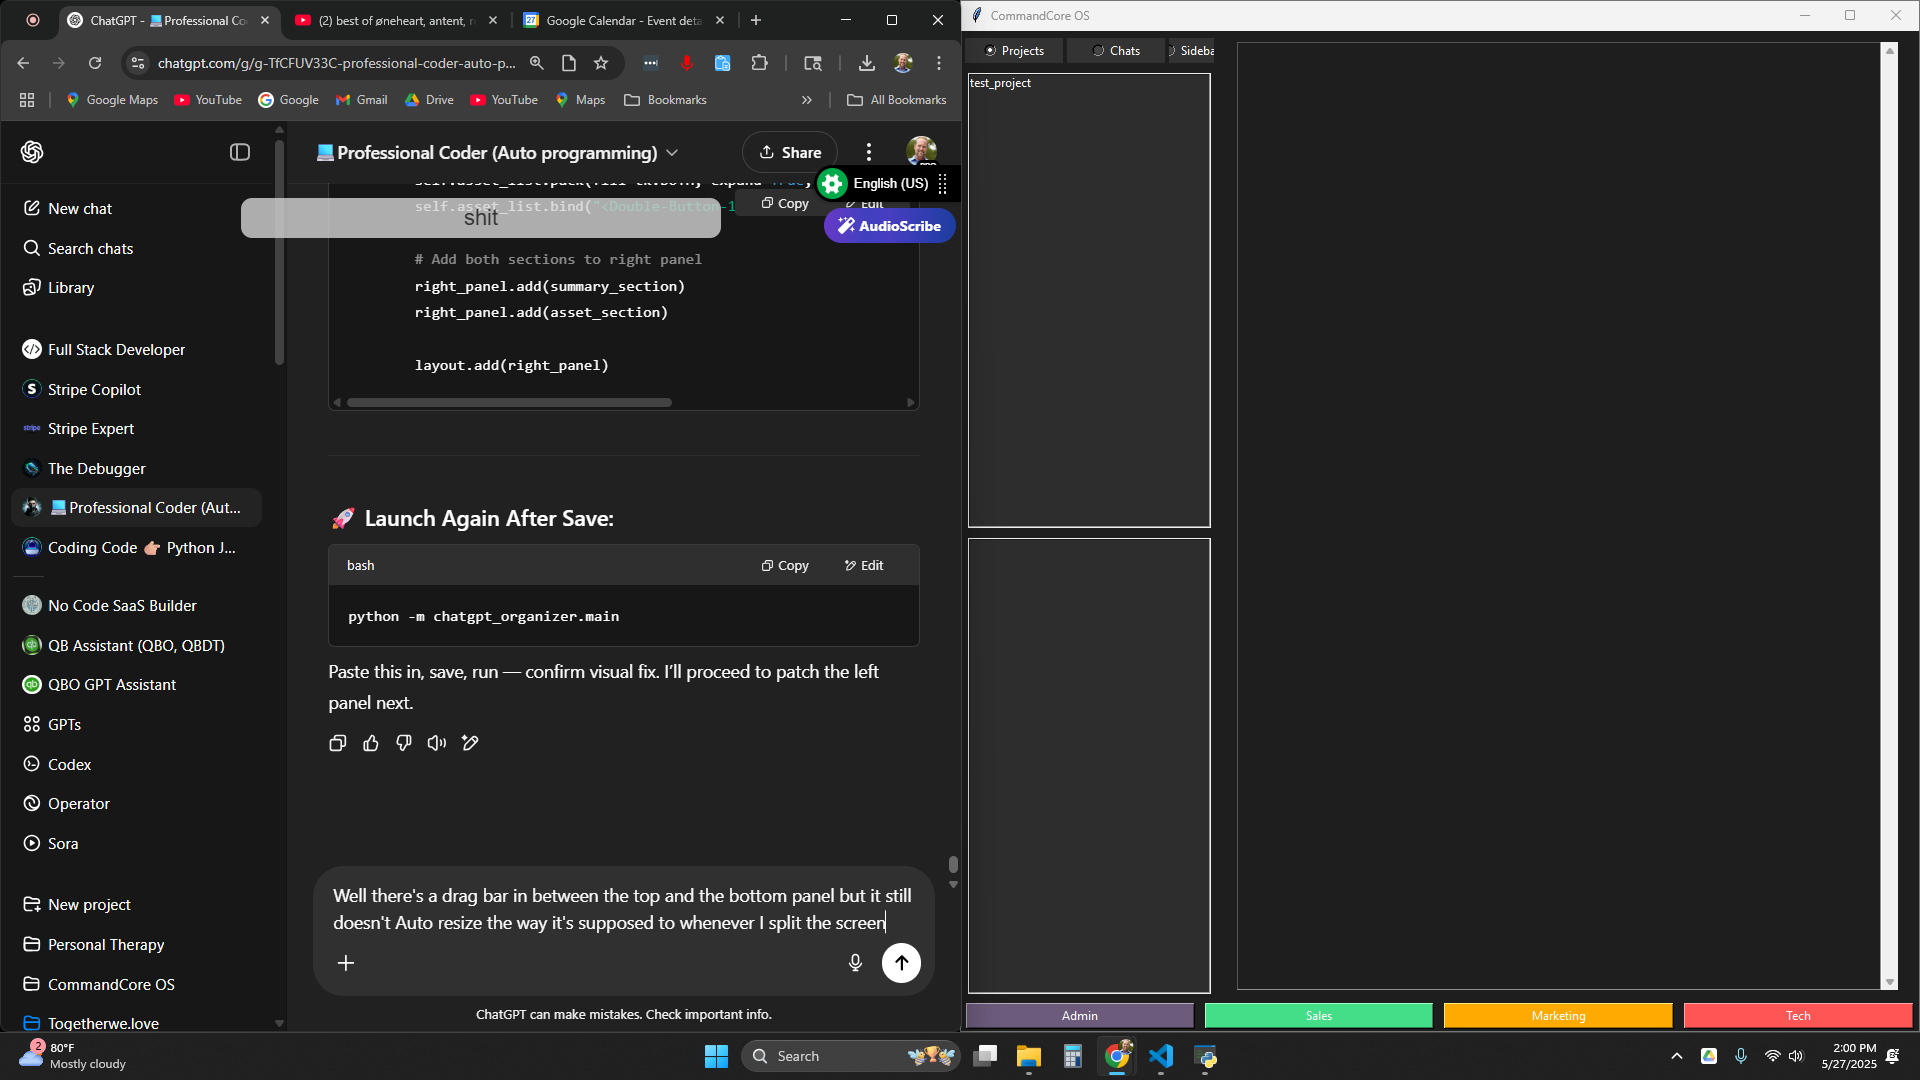 ChatGPT - 💻Professional Co
(2) best of øneheart, antent, r
Google Calendar - Event deta
chatgpt.com/g/g-TfCFUV33C-professional-coder-auto-p...
Google Maps
YouTube
Google
Gmail
Drive
YouTube
Maps
Bookmarks
»
All Bookmarks
💻Professional Coder (Auto programming)
Share
English (US)
AudioScribe
New chat
Search chats
Library
Full Stack Developer
Stripe Copilot
Stripe Expert
The Debugger
💻Professional Coder (Aut...
Coding Code 👉🏼 Python J...
No Code SaaS Builder
QB Assistant (QBO, QBDT)
QBO GPT Assistant
GPTs
Codex
Operator
Sora
New project
Personal Therapy
CommandCore OS
Togetherwe.love
self.asset_list.bind("<Double-Button-1
Copy
Edit
shit
# Add both sections to right panel
right_panel.add(summary_section)
right_panel.add(asset_section)
layout.add(right_panel)
🚀 Launch Again After Save:
bash
Copy
Edit
python -m chatgpt_organizer.main
Paste this in, save, run — confirm visual fix. I'll proceed to patch the left
panel next.
Well there's a drag bar in between the top and the bottom panel but it still
doesn't Auto resize the way it's supposed to whenever I split the screen
ChatGPT can make mistakes. Check important info.
CommandCore OS
Projects
Chats
Sideba
test_project
Admin
Sales
Marketing
Tech
2
80°F
Mostly cloudy
Search
2:00 PM
5/27/2025